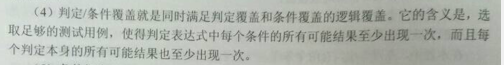 （4）判定/条件覆盖就是同时满足判定覆盖和条件覆盖的逻辑覆盖。它的含义是，选
取足够的测试用例，使得判定表达式中每个条件的所有可能结果至少出现一次，而且每
个判定本身的所有可能结果也至少出现一次。